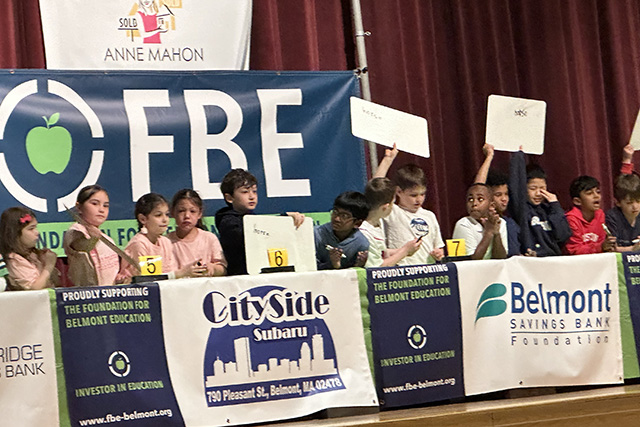 SOLD
ANNE MAHON
FBE
FOUNDATION FOR
5
6
7
RIDGE
S BANK
PROUDLY SUPPORTING
THE FOUNDATION FOR
BELMONT EDUCATION
INVESTOR IN EDUCATION
www.fbe-belmont.org
CitySide
Subaru
790 Pleasant St., Belmont, MA 02478
PROUDLY SUPPORTING
THE FOUNDATION FOR
BELMONT EDUCATION
INVEST IN
EDUCATION
www.fbe-belmont.org
Belmont
SAVINGS BANK
Foundation